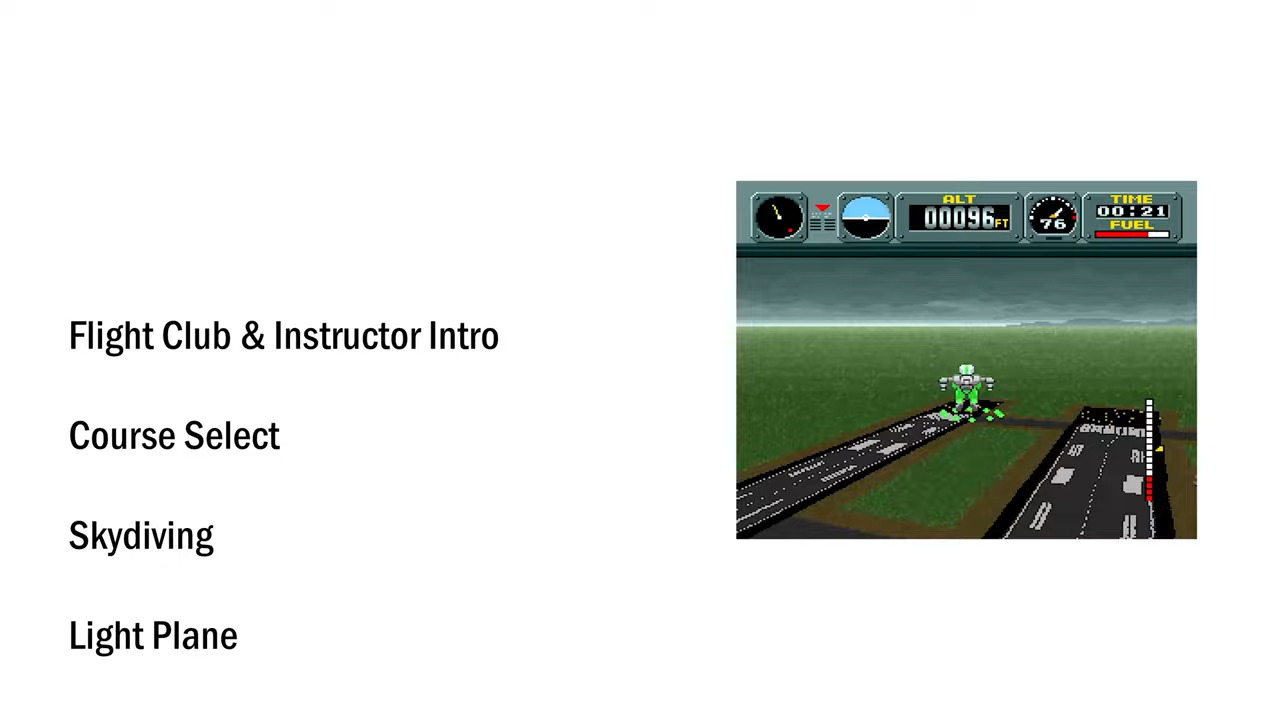 Flight Club & Instructor Intro
Course Select
Skydiving
Light Plane
ALT
00096FT
76
TIME
00:21
FUEL